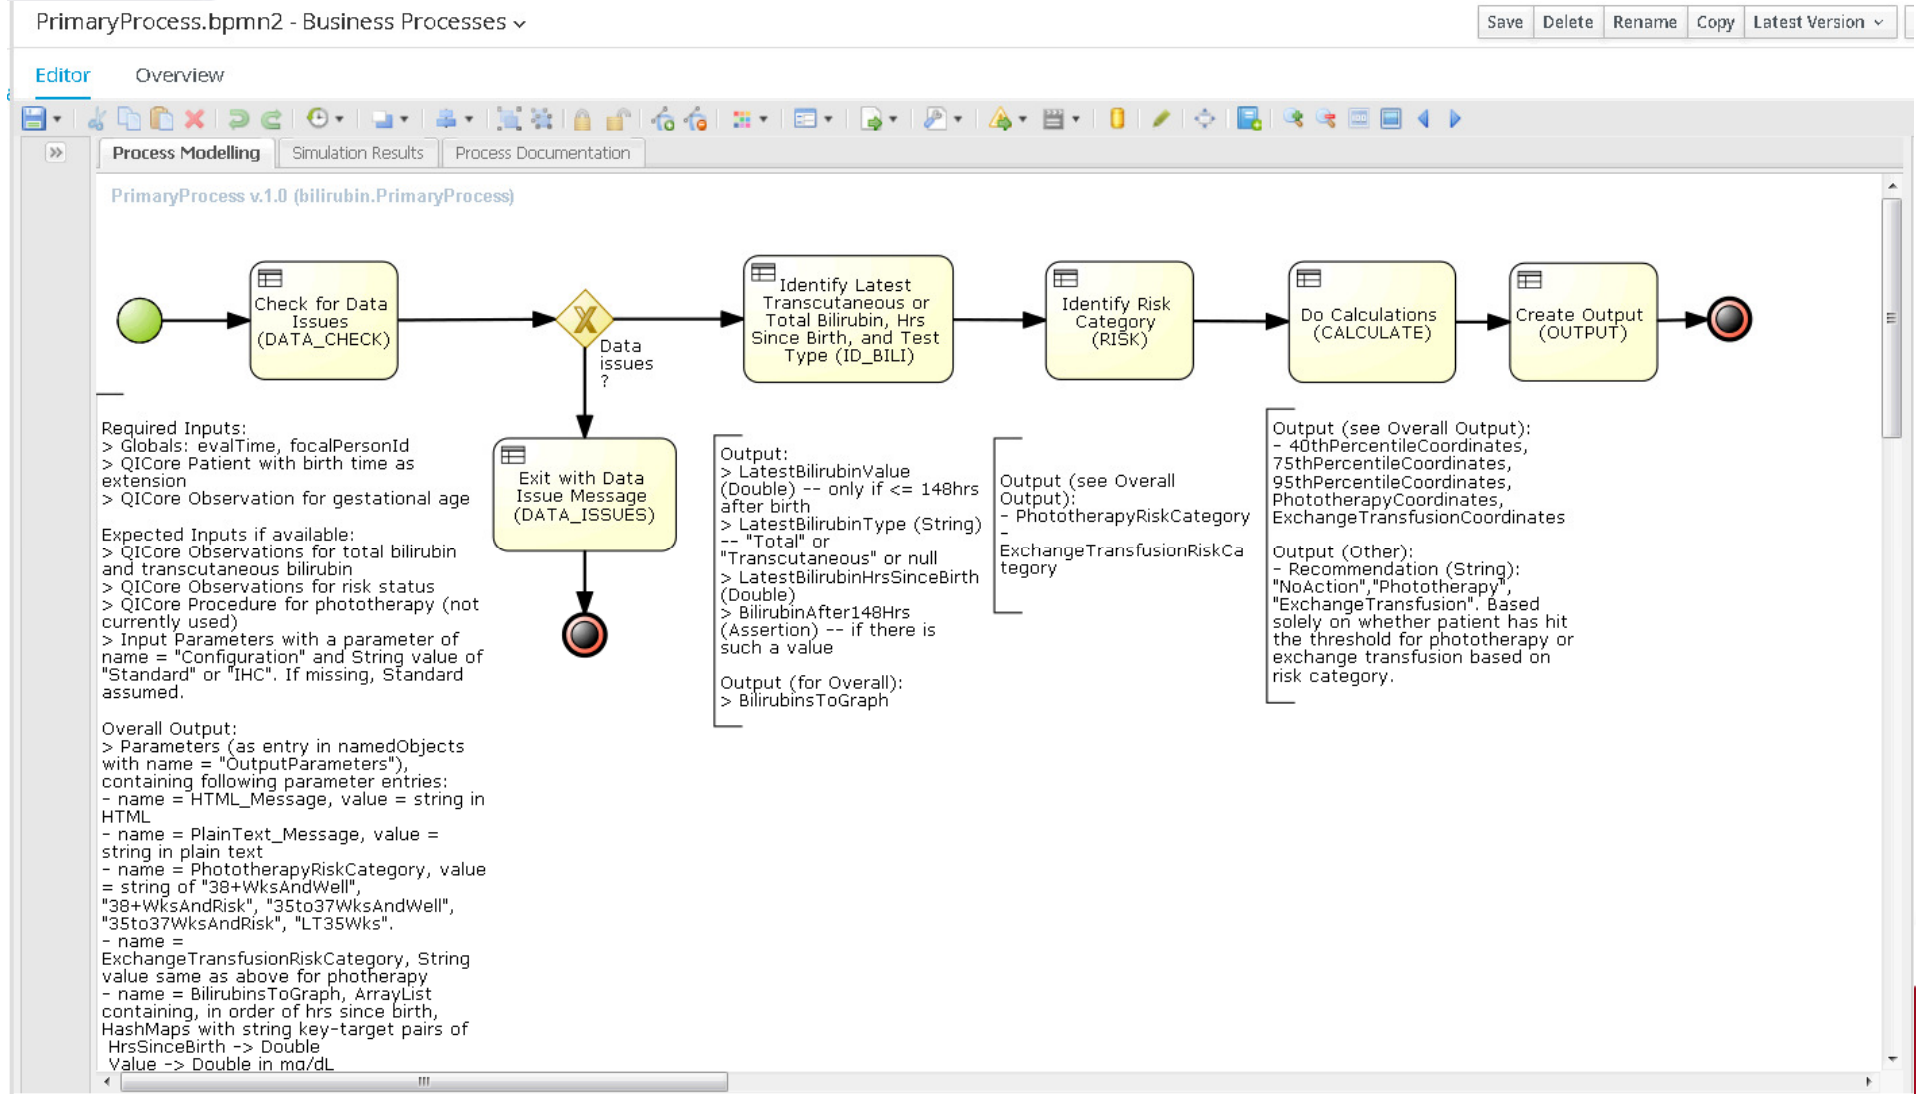 PrimaryProcess.bpmn2 - Business Processes
Save
Delete
Rename
Copy
Latest Version
Editor
Overview
Process Modelling
Simulation Results
Process Documentation
PrimaryProcess v.1.0 (bilirubin.PrimaryProcess)
Check for Data
Issues
(DATA_CHECK)
X
Data
issues
?
Identify Latest
Transcutaneous or
Total Bilirubin, Hrs
Since Birth, and Test
Type (ID_BILI)
Identify Risk
Category
(RISK)
Do Calculations
(CALCULATE)
Create Output
(OUTPUT)
Exit with Data
Issue Message
(DATA_ISSUES)
Required Inputs:
> Globals: evalTime, focalPersonId
> QICore Patient with birth time as
extension
> QICore Observation for gestational age
Expected Inputs if available:
> QICore Observations for total bilirubin
and transcutaneous bilirubin
> QICore Observations for risk status
> QICore Procedure for phototherapy (not
currently used)
> Input Parameters with a parameter of
name = "Configuration" and String value of
"Standard" or "IHC". If missing, Standard
assumed.
Overall Output:
> Parameters (as entry in namedObjects
with name = "OutputParameters"),
containing following parameter entries:
- name = HTML_Message, value = string in
HTML
- name = PlainText_Message, value =
string in plain text
- name = PhototherapyRiskCategory, value
= string of "38+WksAndWell",
"38+WksAndRisk", "35to37WksAndWell",
"35to37WksAndRisk", "LT35Wks".
- name =
ExchangeTransfusionRiskCategory, String
value same as above for photherapy
- name = BilirubinsToGraph, ArrayList
containing, in order of hrs since birth,
HashMaps with string key-target pairs of
HrsSinceBirth -> Double
Value -> Double in mg/dL
Output:
> LatestBilirubinValue
(Double) -- only if <= 148hrs
after birth
> LatestBilirubinType (String)
-- "Total" or
"Transcutaneous" or null
> LatestBilirubinHrsSinceBirth
(Double)
> BilirubinAfter148Hrs
(Assertion) -- if there is
such a value
Output (for Overall):
> BilirubinsToGraph
Output (see Overall
Output):
- PhototherapyRiskCategory
-
ExchangeTransfusionRiskCa
tegory
Output (see Overall Output):
- 40thPercentileCoordinates,
75thPercentileCoordinates,
95thPercentileCoordinates,
PhototherapyCoordinates,
ExchangeTransfusionCoordinates
Output (Other):
- Recommendation (String):
"NoAction","Phototherapy",
"ExchangeTransfusion". Based
solely on whether patient has hit
the threshold for phototherapy or
exchange transfusion based on
risk category.